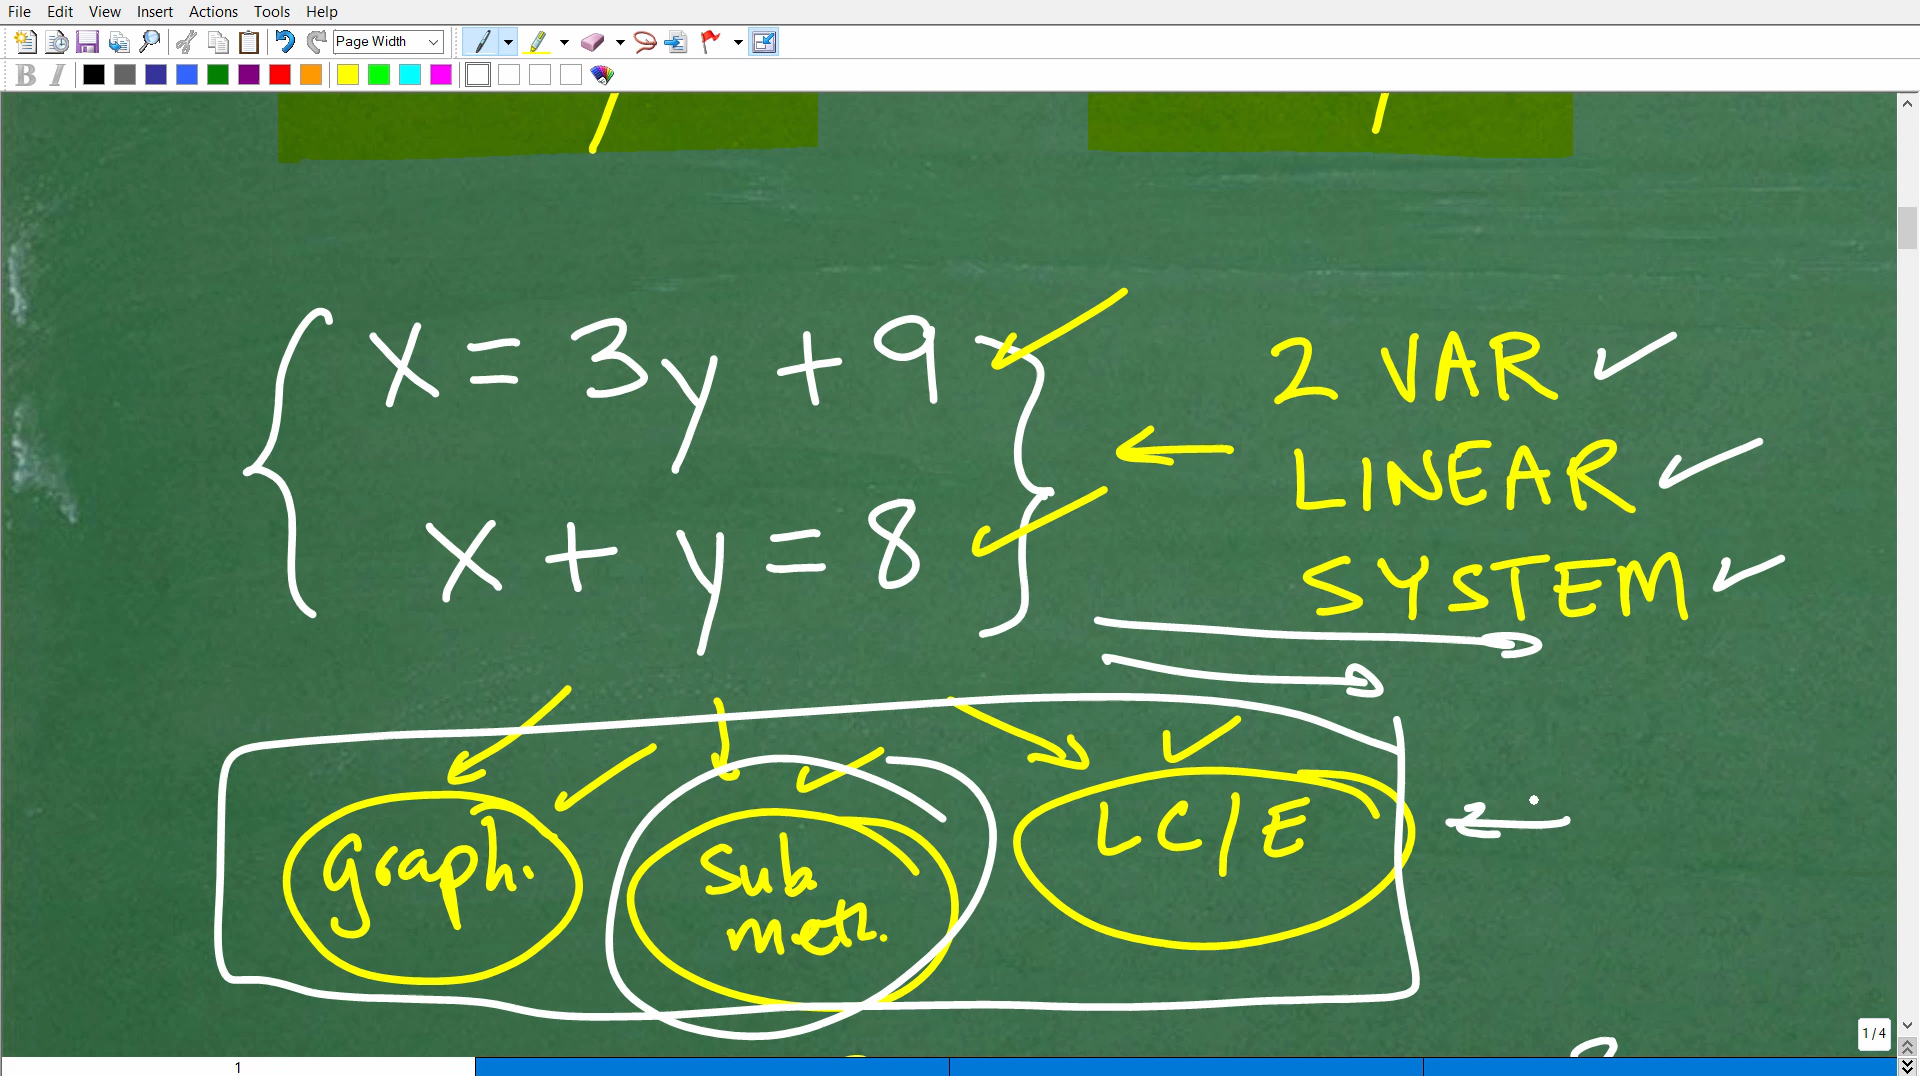 File Edit View Insert Actions Tools Help
Page Width
B I
x = 3y + 9
2 VAR
LINEAR
x + y = 8
SYSTEM
Graph.
Sub
meth.
LC/E
1 / 4
1